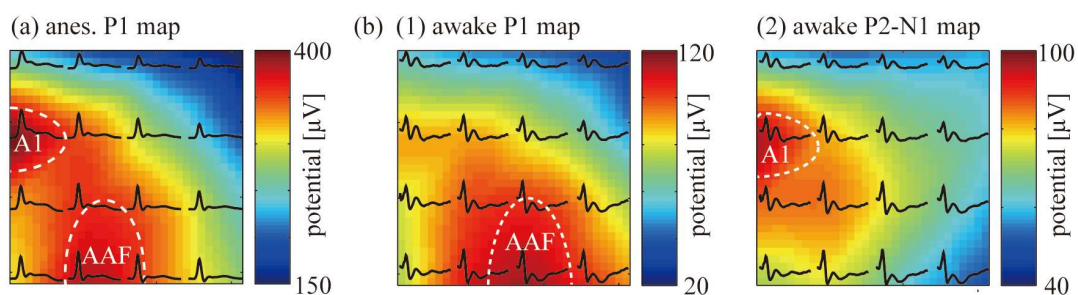 (a) anes. P1 map
400
potential [μV]
150
A1
AAF
(b) (1) awake P1 map
120
potential [μV]
20
AAF
(2) awake P2-N1 map
100
potential [μV]
40
A1